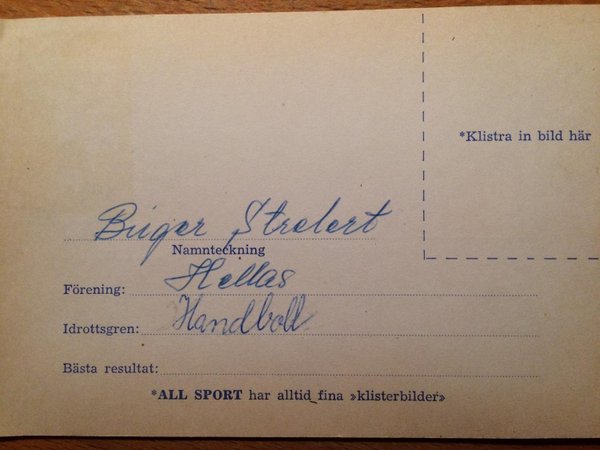 *Klistra in bild här
Birger Strelert
Namnteckning
Förening: Hellas
Idrottsgren: Handboll
Bästa resultat:
*ALL SPORT har alltid fina »klisterbilder»